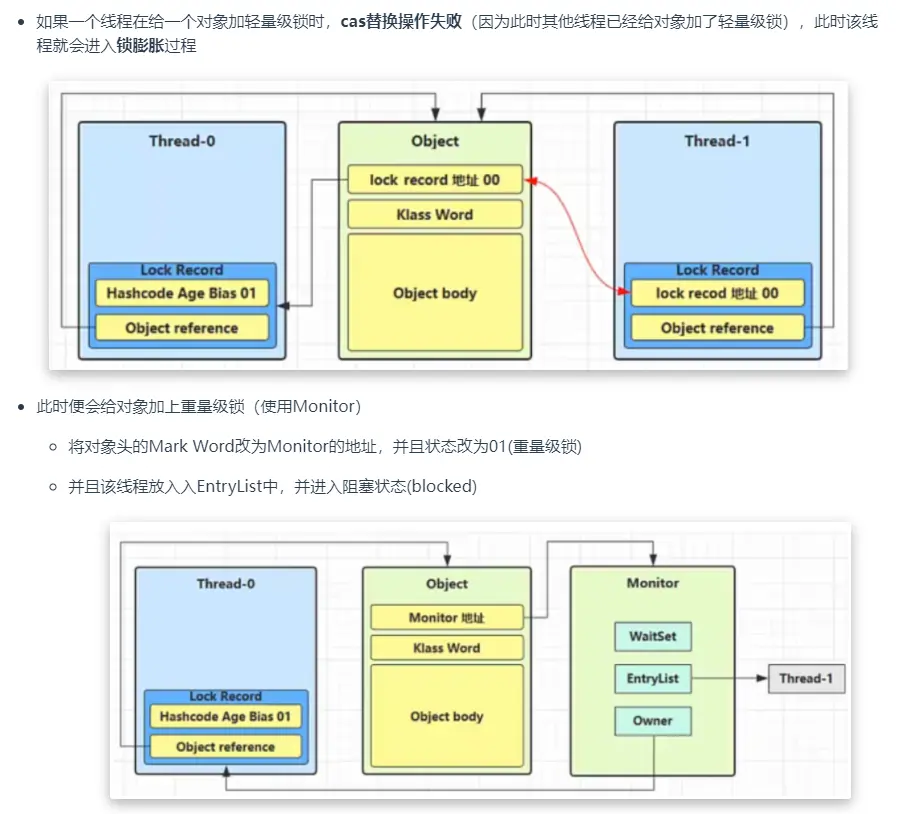 如果一个线程在给一个对象加轻量级锁时，cas替换操作失败（因为此时其他线程已经给对象加了轻量级锁），此时该线
程就会进入锁膨胀过程
Thread-0
Object
Thread-1
lock record 地址 00
Klass Word
Object body
Lock Record
Hashcode Age Bias 01
Object reference
Lock Record
lock recod 地址 00
Object reference
此时便会给对象加上重量级锁（使用Monitor）
将对象头的Mark Word改为Monitor的地址，并且状态改为01(重量级锁)
并且该线程放入入EntryList中，并进入阻塞状态(blocked)
Thread-0
Object
Monitor
Monitor 地址
Klass Word
Object body
WaitSet
EntryList
Owner
Thread-1
Lock Record
Hashcode Age Bias 01
Object reference